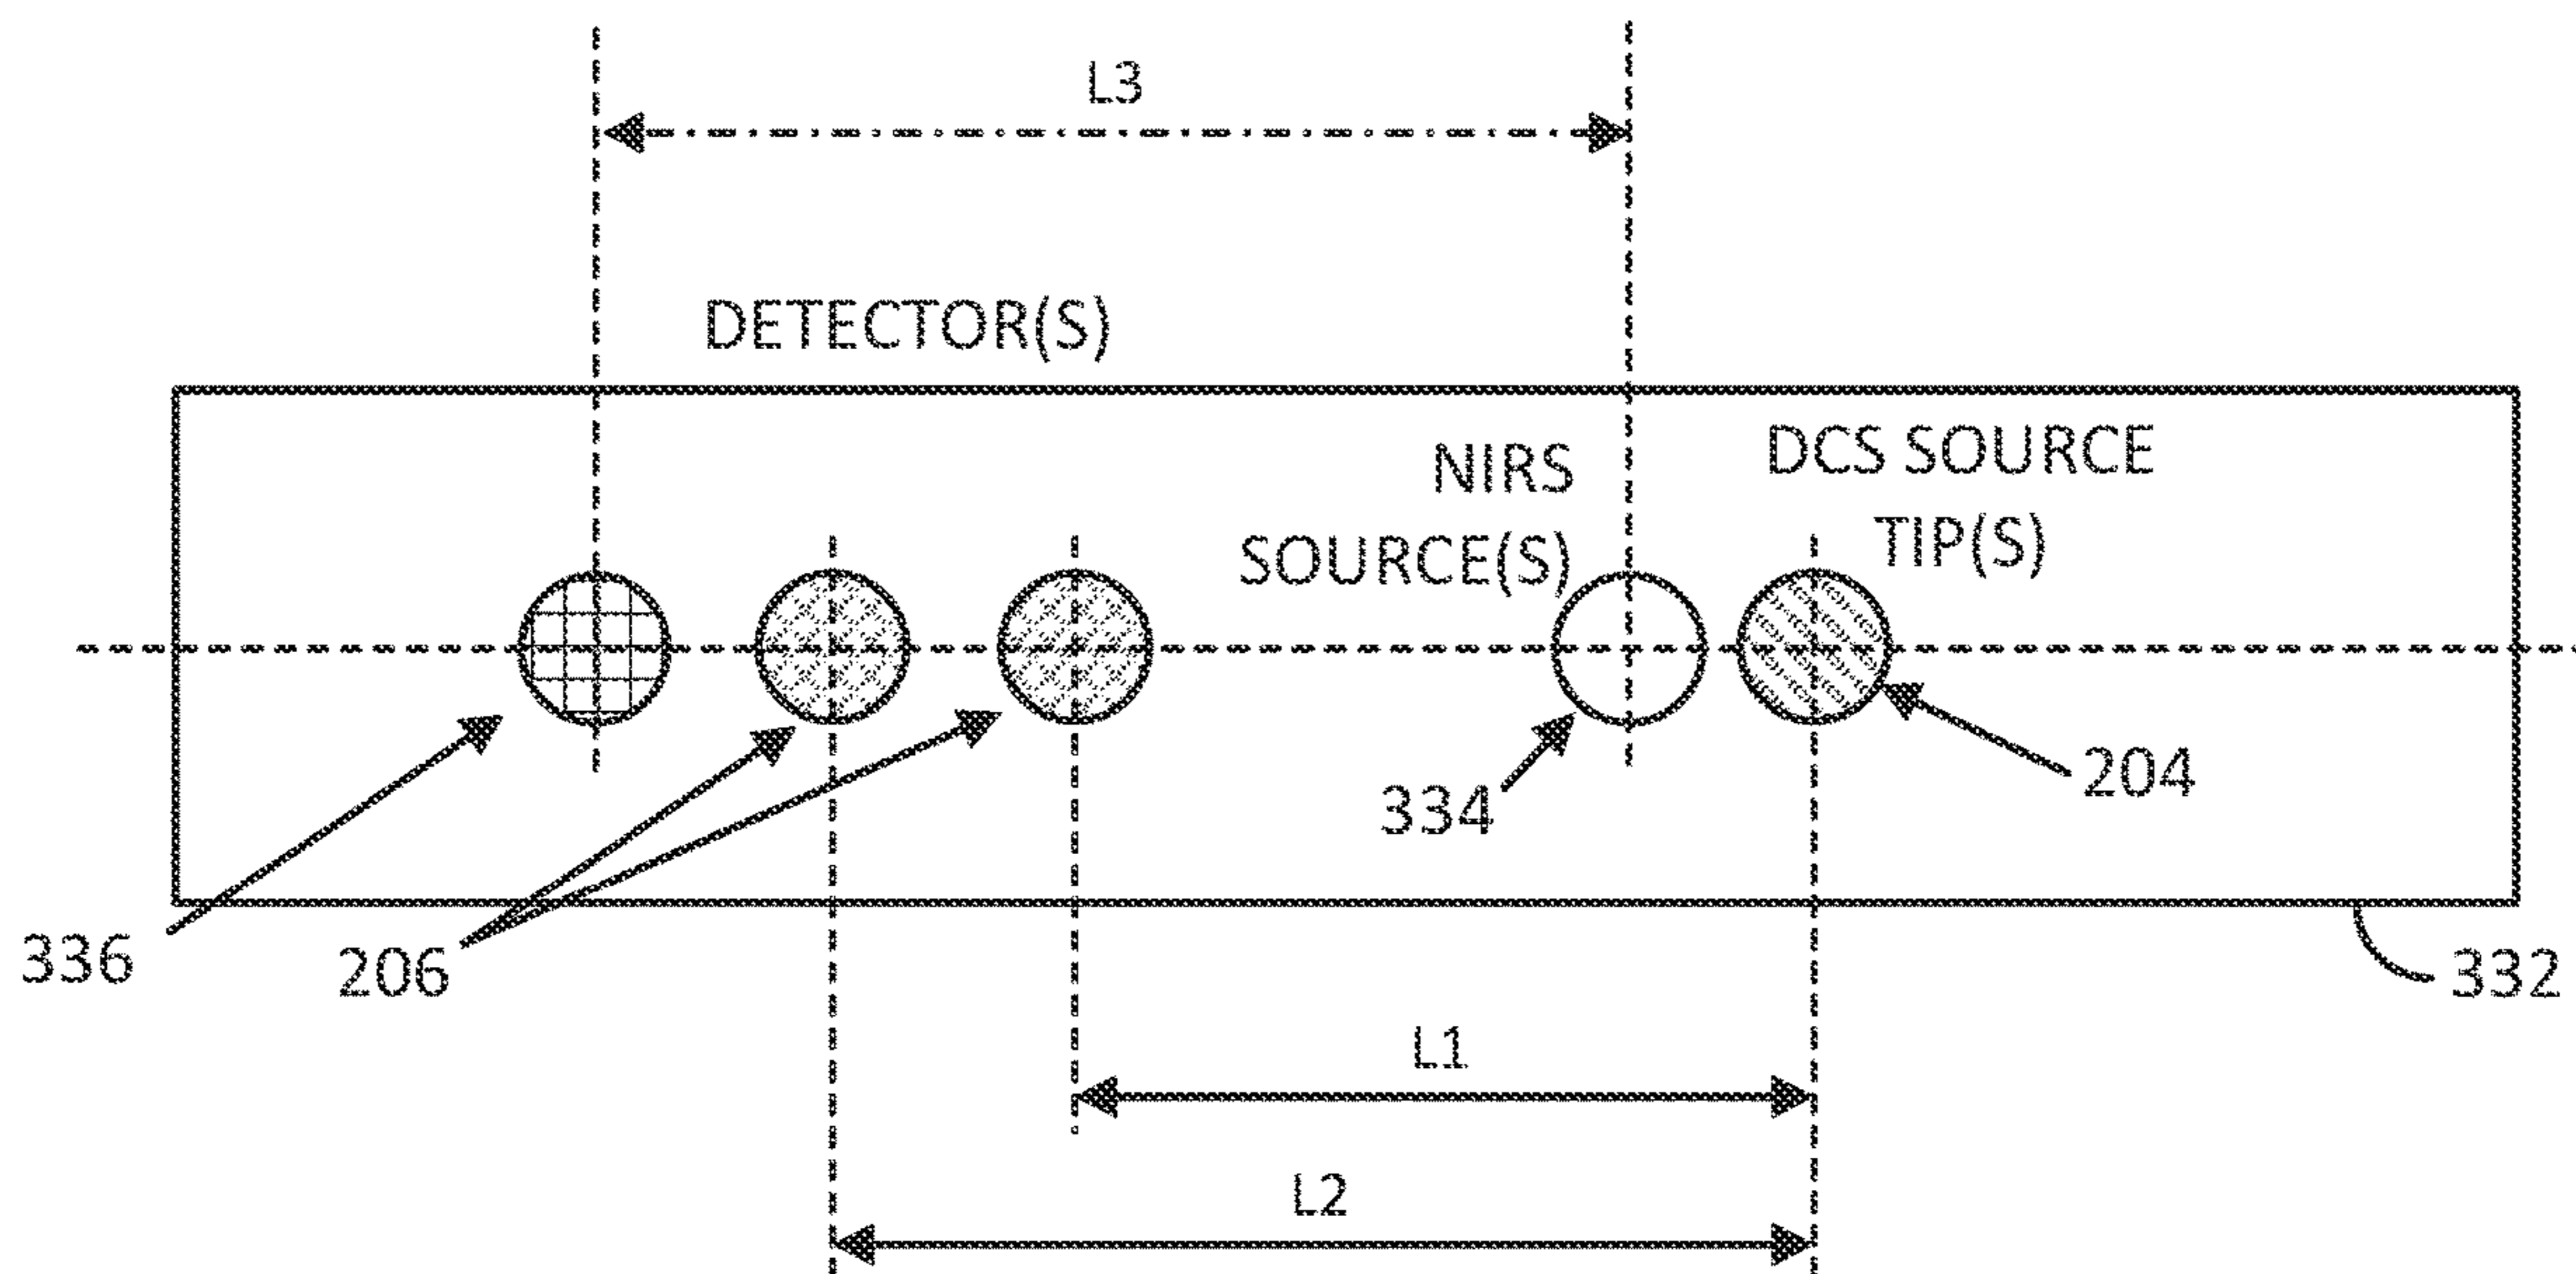 L3
DETECTOR(S)
NIRS
SOURCE(S)
DCS SOURCE
TIP(S)
334
204
336
206
332
L1
L2